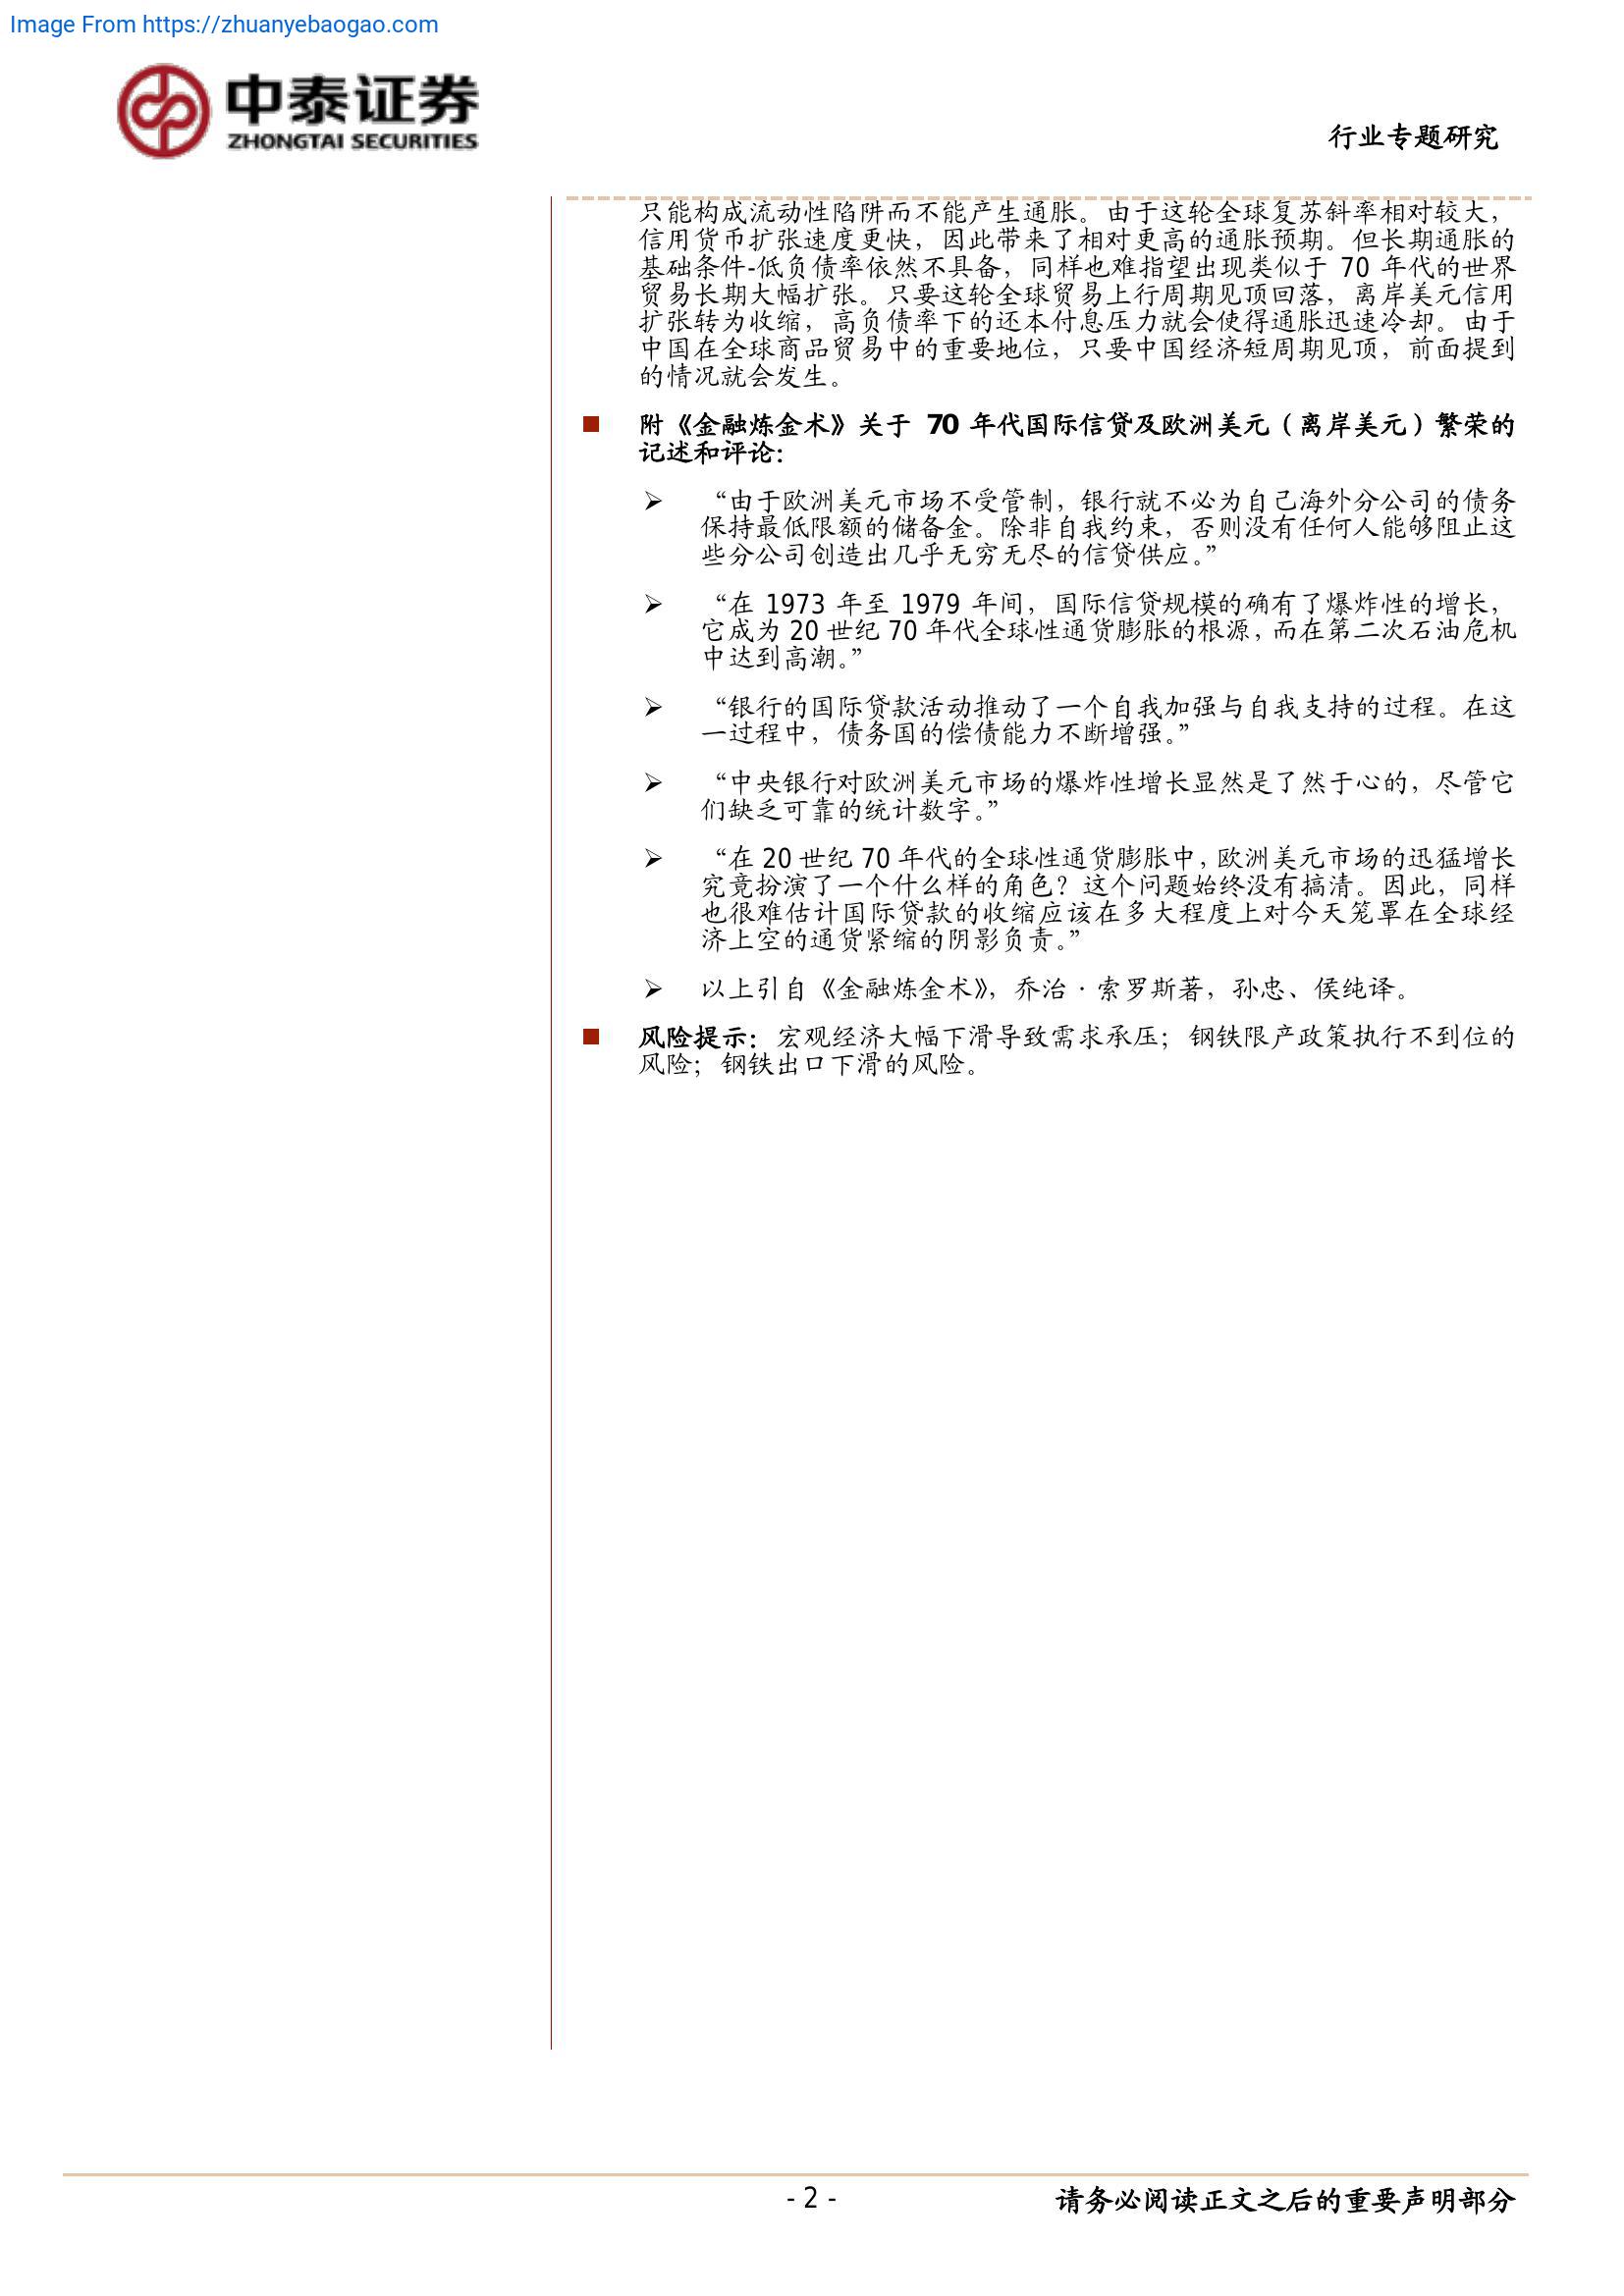 Image From https://zhuanyebaogao.com
中泰证券
ZHONGTAI SECURITIES
行业专题研究
只能构成流动性陷阱而不能产生通胀。由于这轮全球复苏斜率相对较大，
信用货币扩张速度更快，因此带来了相对更高的通胀预期。但长期通胀的
基础条件-低负债率依然不具备，同样也难指望出现类似于 70 年代的世界
贸易长期大幅扩张。只要这轮全球贸易上行周期见顶回落，离岸美元信用
扩张转为收缩，高负债率下的还本付息压力就会使得通胀迅速冷却。由于
中国在全球商品贸易中的重要地位，只要中国经济短周期见顶，前面提到
的情况就会发生。
■ 附《金融炼金术》关于 70 年代国际信贷及欧洲美元（离岸美元）繁荣的
记述和评论：
➢ “由于欧洲美元市场不受管制，银行就不必为自己海外分公司的债务
保持最低限额的储备金。除非自我约束，否则没有任何人能够阻止这
些分公司创造出几乎无穷无尽的信贷供应。”
➢ “在 1973 年至 1979 年间，国际信贷规模的确有了爆炸性的增长，
它成为 20 世纪 70 年代全球性通货膨胀的根源，而在第二次石油危机
中达到高潮。”
➢ “银行的国际贷款活动推动了一个自我加强与自我支持的过程。在这
一过程中，债务国的偿债能力不断增强。”
➢ “中央银行对欧洲美元市场的爆炸性增长显然是了然于心的，尽管它
们缺乏可靠的统计数字。”
➢ “在 20 世纪 70 年代的全球性通货膨胀中，欧洲美元市场的迅猛增长
究竟扮演了一个什么样的角色？这个问题始终没有搞清。因此，同样
也很难估计国际贷款的收缩应该在多大程度上对今天笼罩在全球经
济上空的通货紧缩的阴影负责。”
➢ 以上引自《金融炼金术》，乔治·索罗斯著，孙忠、侯纯译。
■ 风险提示：宏观经济大幅下滑导致需求承压；钢铁限产政策执行不到位的
风险；钢铁出口下滑的风险。
- 2 -
请务必阅读正文之后的重要声明部分